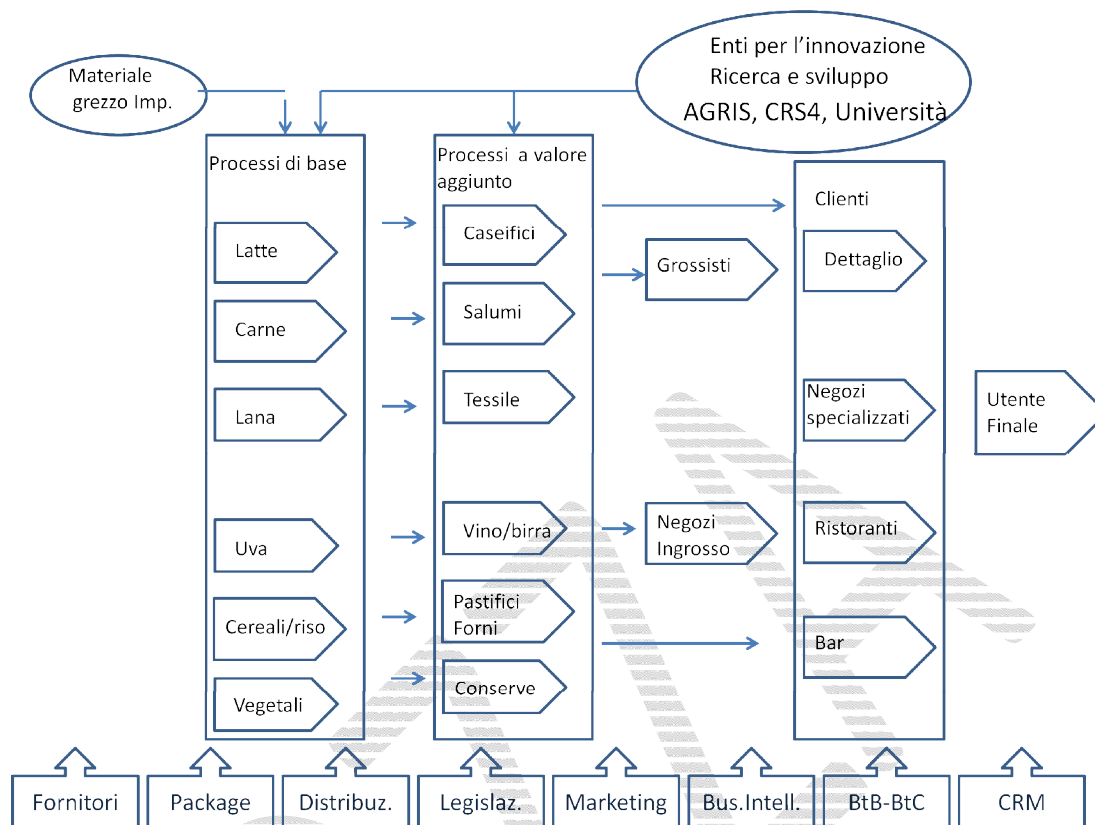 Enti per l'innovazione
Ricerca e sviluppo
AGRIS, CRS4, Università
Materiale
grezzo Imp.
Processi di base
Latte
Carne
Lana
Uva
Cereali/riso
Vegetali
Processi a valore
aggiunto
Caseifici
Salumi
Tessile
Vino/birra
Pastifici
Forni
Conserve
Grossisti
Negozi
Ingrosso
Clienti
Dettaglio
Negozi
specializzati
Ristoranti
Bar
Utente
Finale
Fornitori
Package
Distribuz.
Legislaz.
Marketing
Bus.Intell.
BtB-BtC
CRM